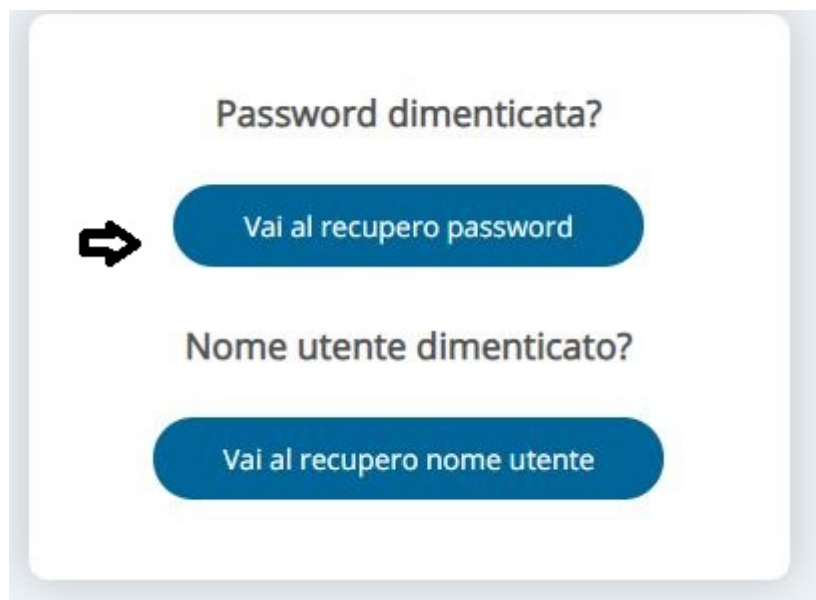 Password dimenticata?
Vai al recupero password
Nome utente dimenticato?
Vai al recupero nome utente